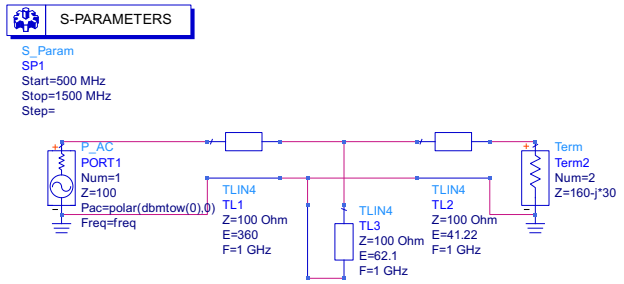 S-PARAMETERS
S_Param
SP1
Start=500 MHz
Stop=1500 MHz
Step=
P_AC
PORT1
Num=1
Z=100
Pac=polar(dbmtow(0),0)
Freq=freq
TLIN4
TL1
Z=100 Ohm
E=360
F=1 GHz
TLIN4
TL3
Z=100 Ohm
E=62.1
F=1 GHz
TLIN4
TL2
Z=100 Ohm
E=41.22
F=1 GHz
Term
Term2
Num=2
Z=160-j*30